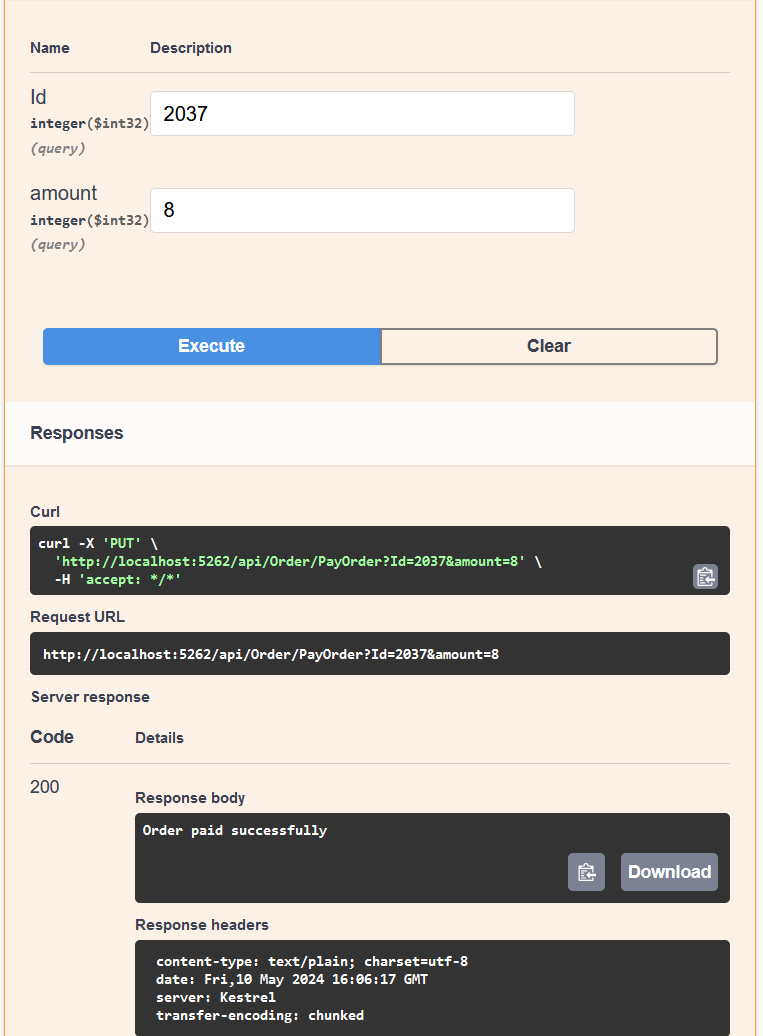 Name Description
Id
integer($int32)
(query)
2037
amount
integer($int32)
(query)
8
Execute Clear
Responses
Curl
curl -X 'PUT' \
'http://localhost:5262/api/Order/PayOrder?Id=2037&amount=8' \
-H 'accept: */*'
Request URL
http://localhost:5262/api/Order/PayOrder?Id=2037&amount=8
Server response
Code Details
200
Response body
Order paid successfully
Download
Response headers
content-type: text/plain; charset=utf-8
date: Fri,10 May 2024 16:06:17 GMT
server: Kestrel
transfer-encoding: chunked